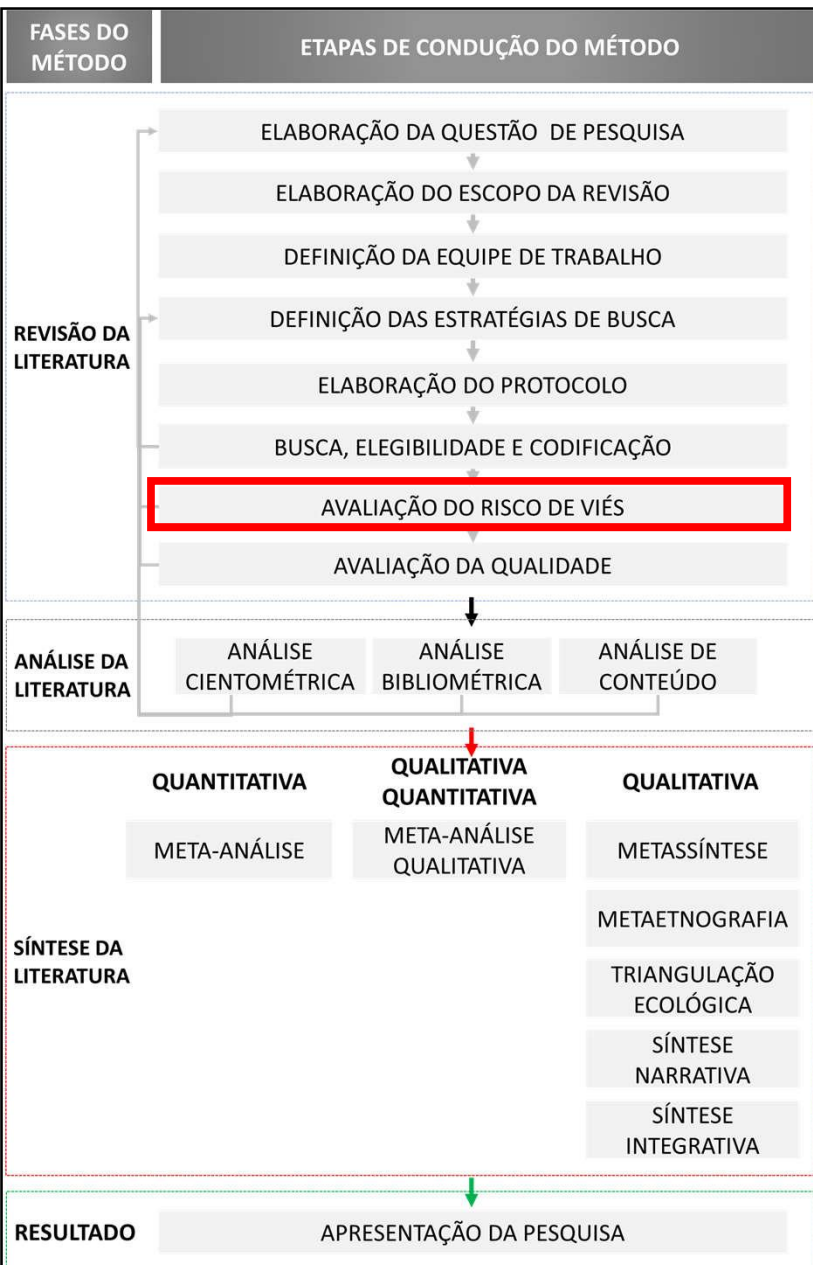 FASES DO
MÉTODO
ETAPAS DE CONDUÇÃO DO MÉTODO
REVISÃO DA
LITERATURA
ELABORAÇÃO DA QUESTÃO DE PESQUISA
ELABORAÇÃO DO ESCOPO DA REVISÃO
DEFINIÇÃO DA EQUIPE DE TRABALHO
DEFINIÇÃO DAS ESTRATÉGIAS DE BUSCA
ELABORAÇÃO DO PROTOCOLO
BUSCA, ELEGIBILIDADE E CODIFICAÇÃO
AVALIAÇÃO DO RISCO DE VIÉS
AVALIAÇÃO DA QUALIDADE
ANÁLISE DA
LITERATURA
ANÁLISE
CIENTOMÉTRICA
ANÁLISE
BIBLIOMÉTRICA
ANÁLISE DE
CONTEÚDO
SÍNTESE DA
LITERATURA
QUANTITATIVA
META-ANÁLISE
QUALITATIVA
QUANTITATIVA
META-ANÁLISE
QUALITATIVA
QUALITATIVA
METASSÍNTESE
METAETNOGRAFIA
TRIANGULAÇÃO
ECOLÓGICA
SÍNTESE
NARRATIVA
SÍNTESE
INTEGRATIVA
RESULTADO
APRESENTAÇÃO DA PESQUISA